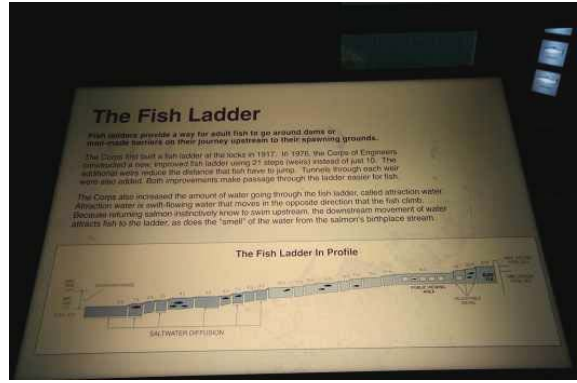 The Fish Ladder
Fish ladders provide a way for adult fish to go around dams or
man-made barriers on their journey upstream to their spawning grounds.
The Corps first built a fish ladder at the locks in 1917. In 1976, the Corps of Engineers
constructed a new, improved fish ladder using 21 steps (weirs) instead of just 10. The
additional weirs reduce the distance that fish have to jump. Tunnels through each weir
were also added. Both improvements make passage through the ladder easier for fish.
The Corps also increased the amount of water going through the fish ladder, called attraction water.
Attraction water is swift-flowing water that moves in the opposite direction that the fish climb.
Because returning salmon instinctively know to swim upstream, the downstream movement of water
attracts fish to the ladder, as does the "smell" of the water from the salmon's birthplace stream.
The Fish Ladder In Profile
PUBLIC VIEWING
AREA
ADJUSTABLE
WEIRS
SALTWATER DIFFUSION